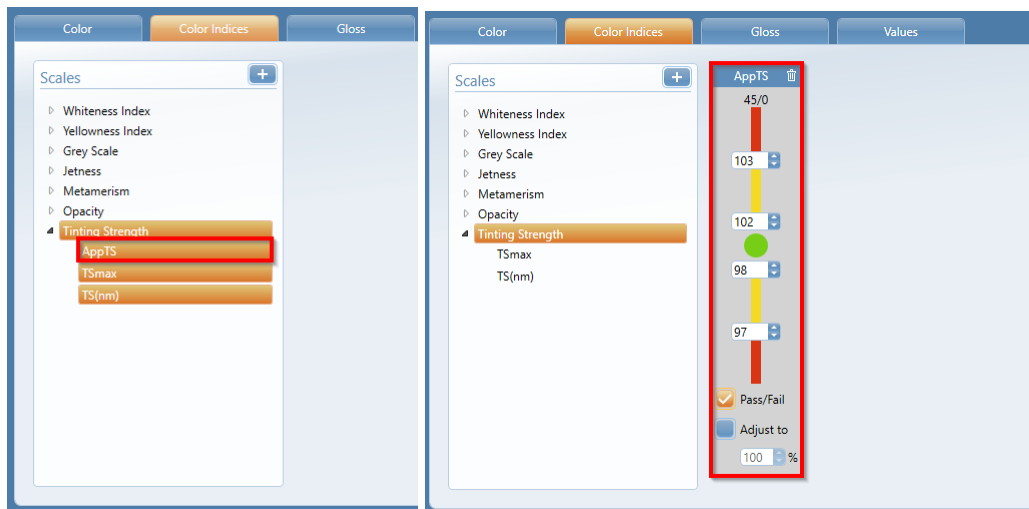 Color Color Indices Gloss
Scales
Whiteness Index
Yellowness Index
Grey Scale
Jetness
Metamerism
Opacity
Tinting Strength
AppTS
TSmax
TS(nm)
Color Color Indices Gloss Values
Scales
Whiteness Index
Yellowness Index
Grey Scale
Jetness
Metamerism
Opacity
Tinting Strength
TSmax
TS(nm)
AppTS
45/0
103
102
98
97
Pass/Fail
Adjust to
100 %